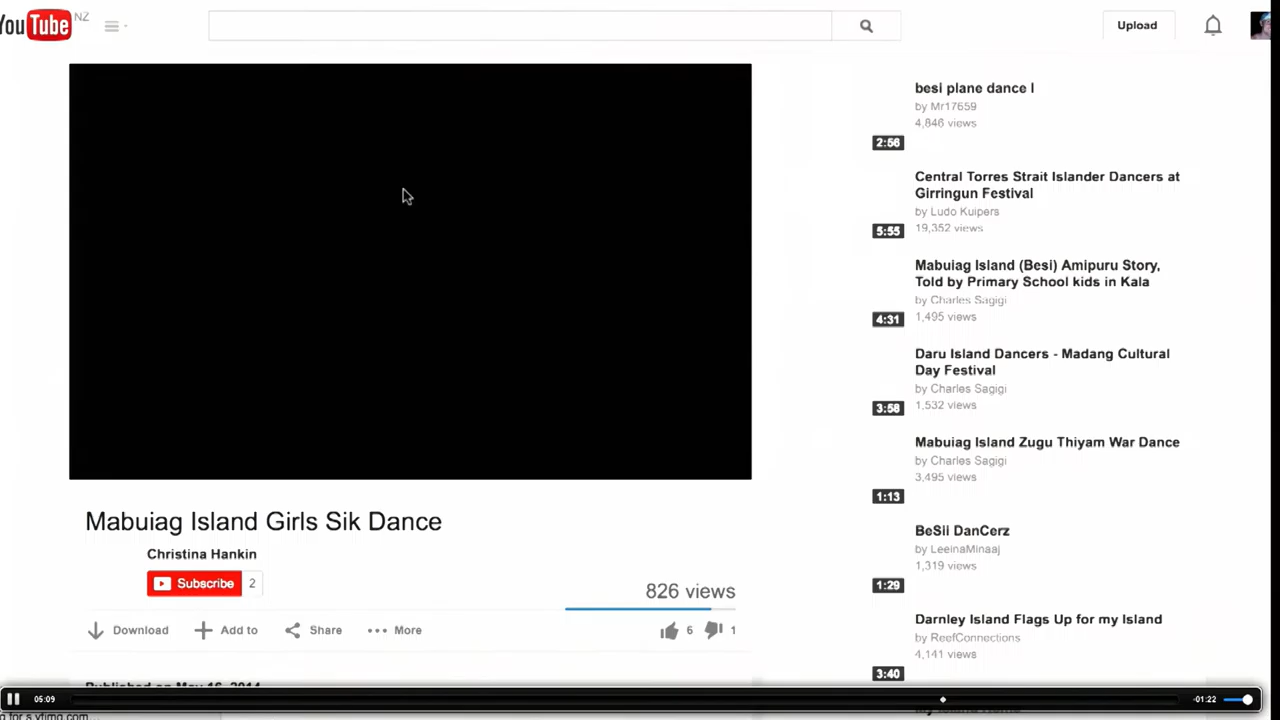 YouTube NZ
Upload
besi plane dance I
by Mr17659
4,846 views
2:56
Central Torres Strait Islander Dancers at
Girringun Festival
by Ludo Kuipers
19,352 views
5:55
Mabuiag Island (Besi) Amipuru Story,
Told by Primary School kids in Kala
by Charles Sagigi
1,495 views
4:31
Daru Island Dancers - Madang Cultural
Day Festival
by Charles Sagigi
1,532 views
3:58
Mabuiag Island Zugu Thiyam War Dance
by Charles Sagigi
3,495 views
1:13
BeSii DanCerz
by LeeinaMinaaj
1,319 views
1:29
Darnley Island Flags Up for my Island
by ReefConnections
4,141 views
3:40
Mabuiag Island Girls Sik Dance
Christina Hankin
Subscribe 2
826 views
Download Add to Share More 6 1
Published on May 16, 2014
05:09 -01:22